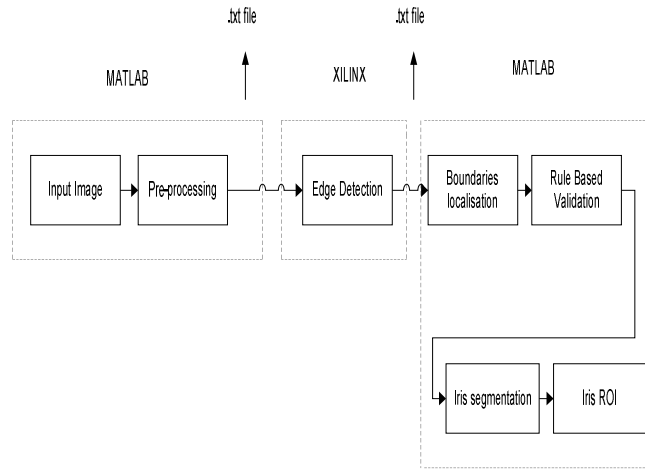 .txt file
.txt file
MATLAB
XILINX
MATLAB
Input Image
Pre-processing
Edge Detection
Boundaries
localisation
Rule Based
Validation
Iris segmentation
Iris ROI